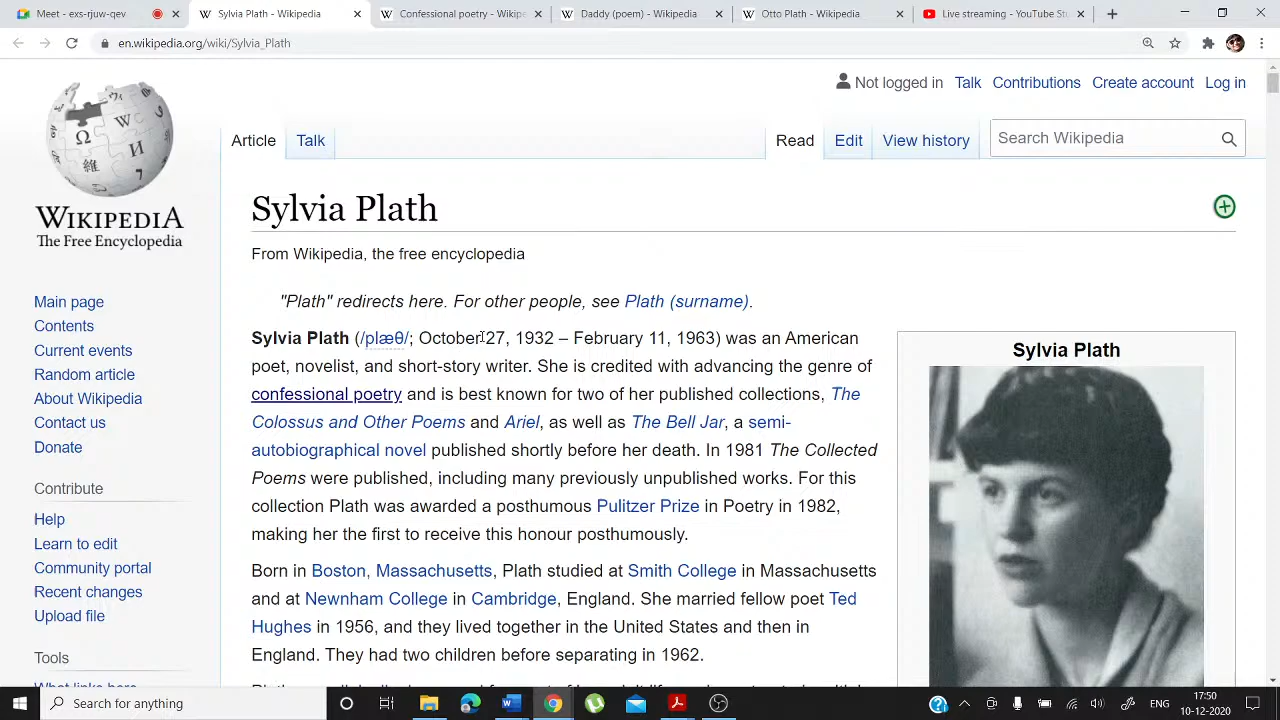 Meet - exs-rjuw-qev
Sylvia Plath - Wikipedia
Confessional poetry - Wikipe
Daddy (poem) - Wikipedia
Otto Plath - Wikipedia
Live streaming - YouTube Stu
en.wikipedia.org/wiki/Sylvia_Plath
Not logged in Talk Contributions Create account Log in
Article Talk Read Edit View history Search Wikipedia
WIKIPEDIA
The Free Encyclopedia
Main page
Contents
Current events
Random article
About Wikipedia
Contact us
Donate
Contribute
Help
Learn to edit
Community portal
Recent changes
Upload file
Tools
What links here
Sylvia Plath
From Wikipedia, the free encyclopedia
"Plath" redirects here. For other people, see Plath (surname).
Sylvia Plath (/plæθ/; October 27, 1932 – February 11, 1963) was an American
poet, novelist, and short-story writer. She is credited with advancing the genre of
confessional poetry and is best known for two of her published collections, The
Colossus and Other Poems and Ariel, as well as The Bell Jar, a semi-
autobiographical novel published shortly before her death. In 1981 The Collected
Poems were published, including many previously unpublished works. For this
collection Plath was awarded a posthumous Pulitzer Prize in Poetry in 1982,
making her the first to receive this honour posthumously.
Born in Boston, Massachusetts, Plath studied at Smith College in Massachusetts
and at Newnham College in Cambridge, England. She married fellow poet Ted
Hughes in 1956, and they lived together in the United States and then in
England. They had two children before separating in 1962.
Sylvia Plath
Search for anything
ENG
17:50
10-12-2020